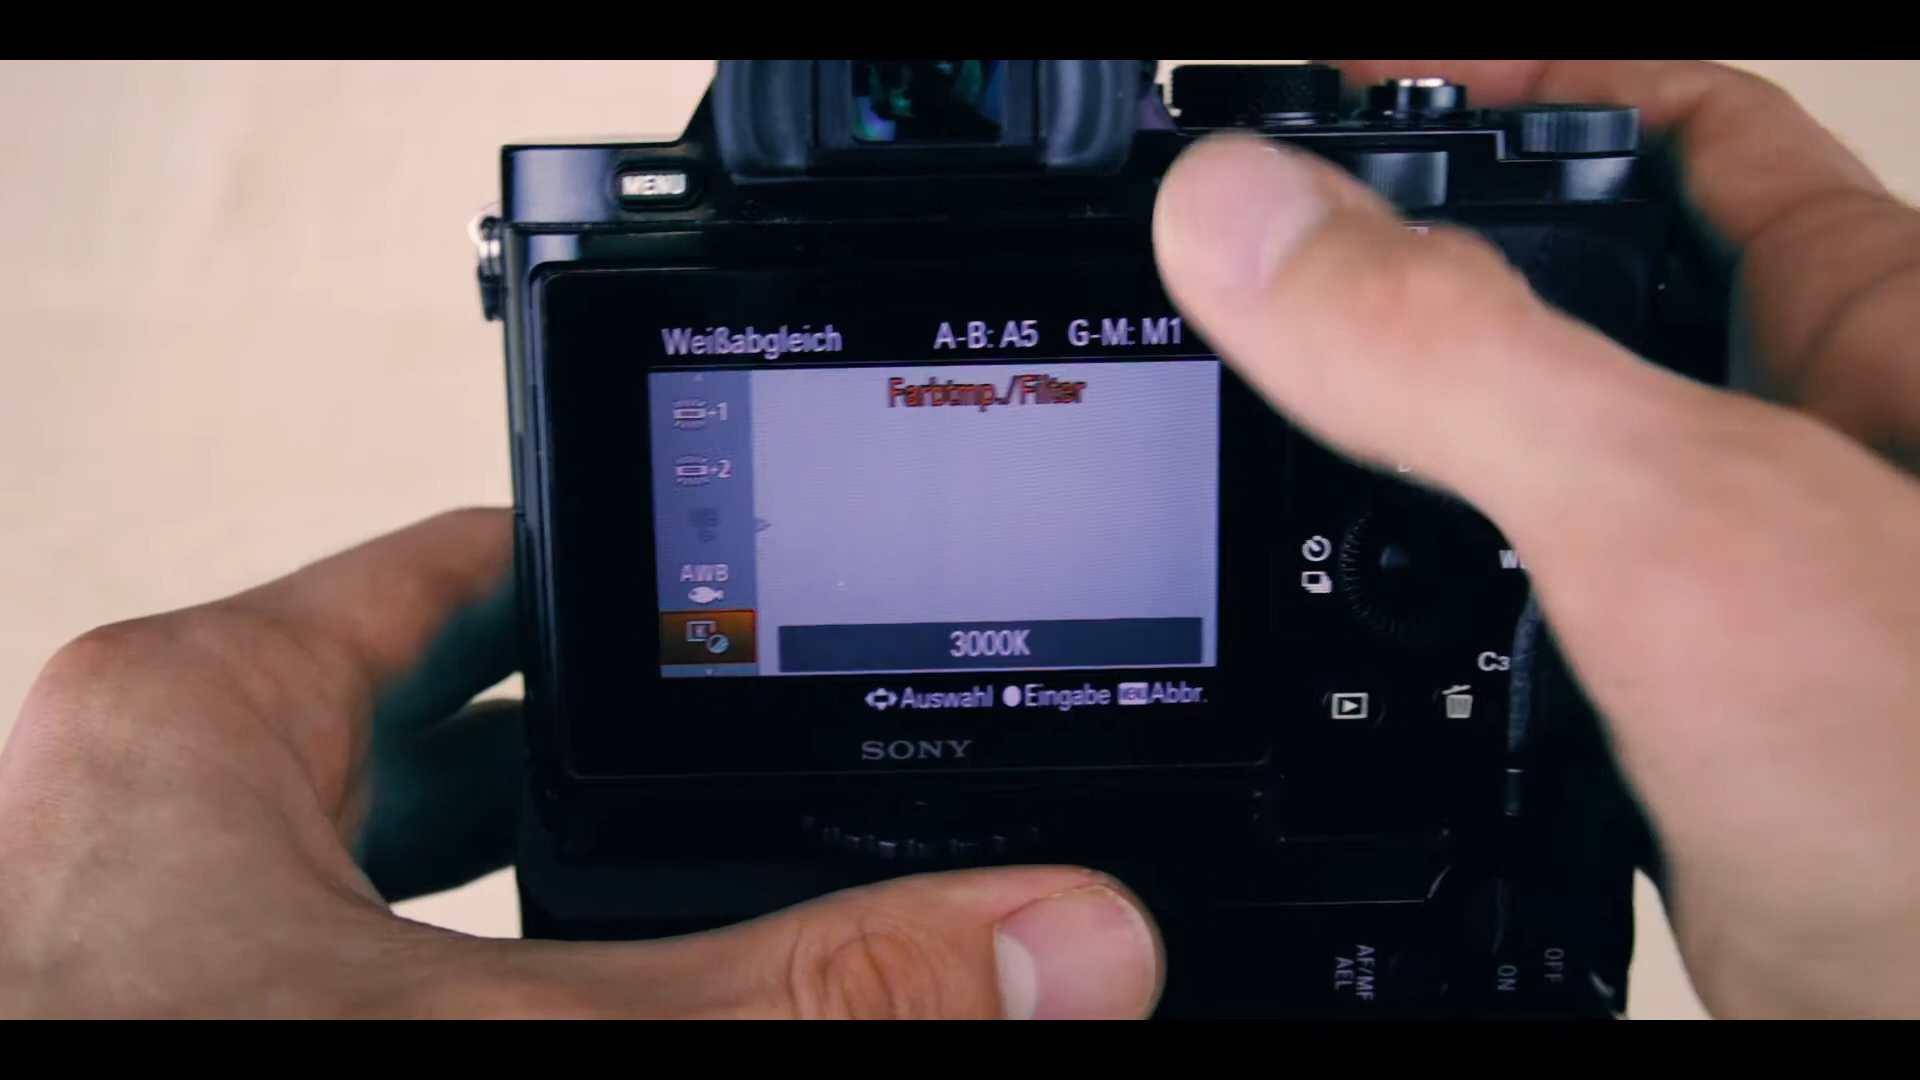 MENU
Weißabgleich A-B: A5 G-M: M1
Farbtmp./Filter
+1
+2
AWB
3000K
Auswahl Eingabe Abbr.
SONY
C3
AF/MF
AEL
ON
OFF